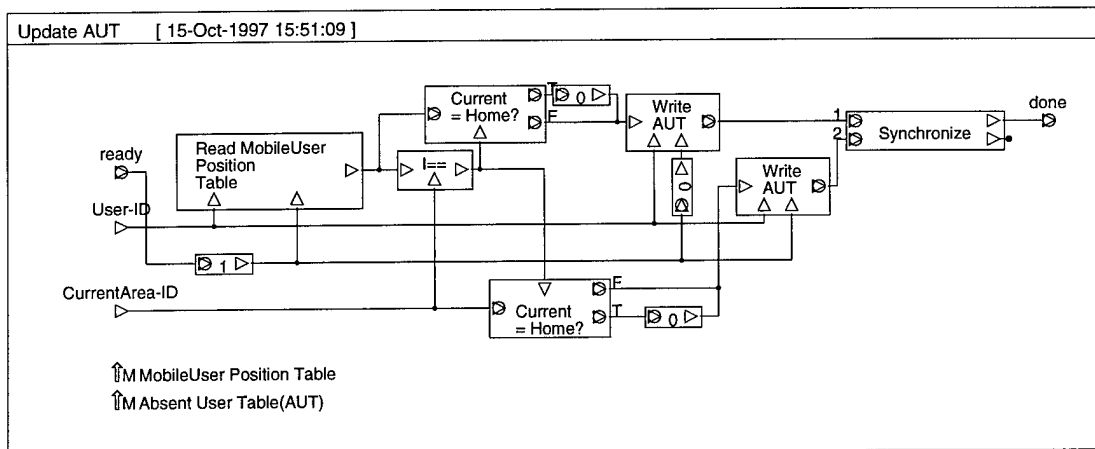 Update AUT [ 15-Oct-1997 15:51:09 ]
ready
User-ID
CurrentArea-ID
Read MobileUser
Position
Table
1
I==
Current
= Home?
T
F
0
Write
AUT
0
Write
AUT
1
2
Synchronize
done
Current
= Home?
F
T
0
M MobileUser Position Table
M Absent User Table(AUT)